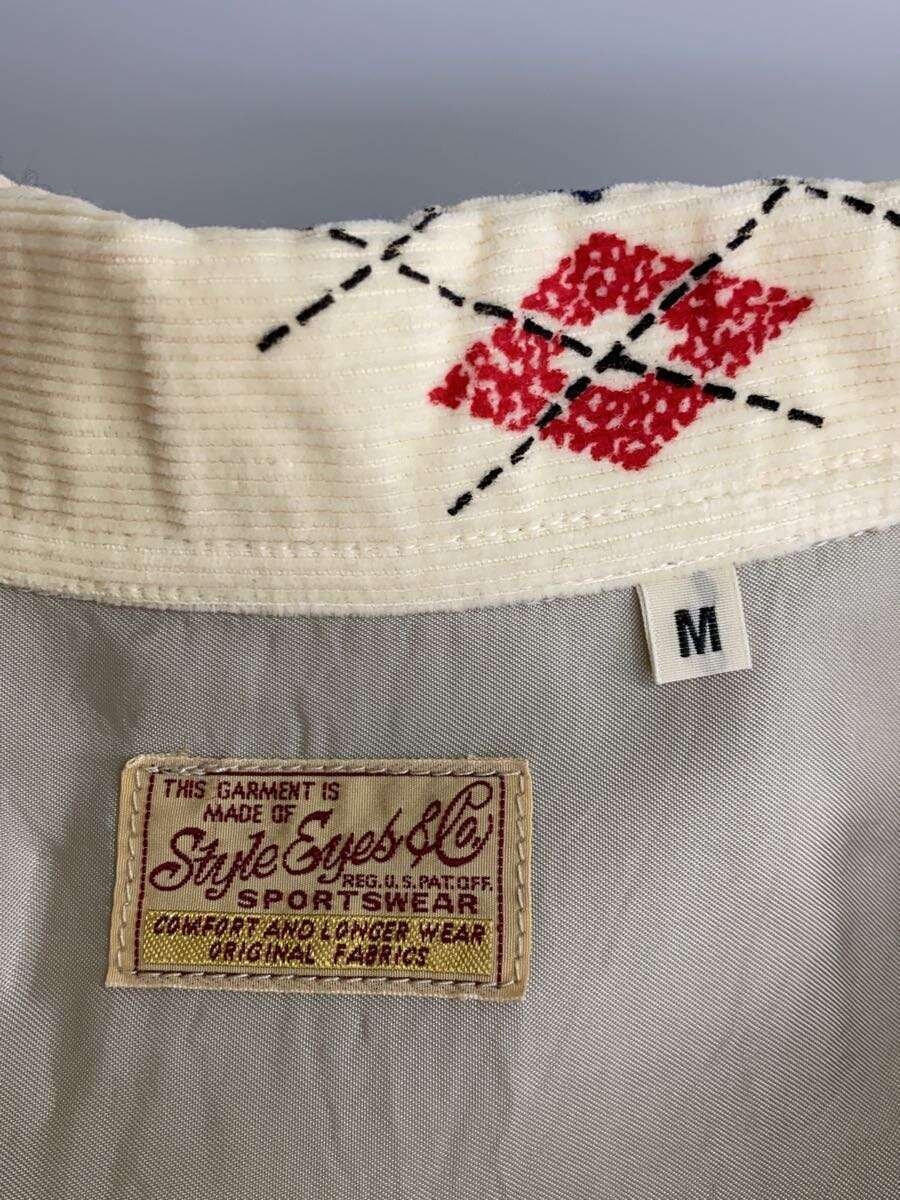 M
THIS GARMENT IS
MADE OF
Style Eyes & Co.
REG. U.S. PAT. OFF.
SPORTSWEAR
COMFORT AND LONGER WEAR
ORIGINAL FABRICS